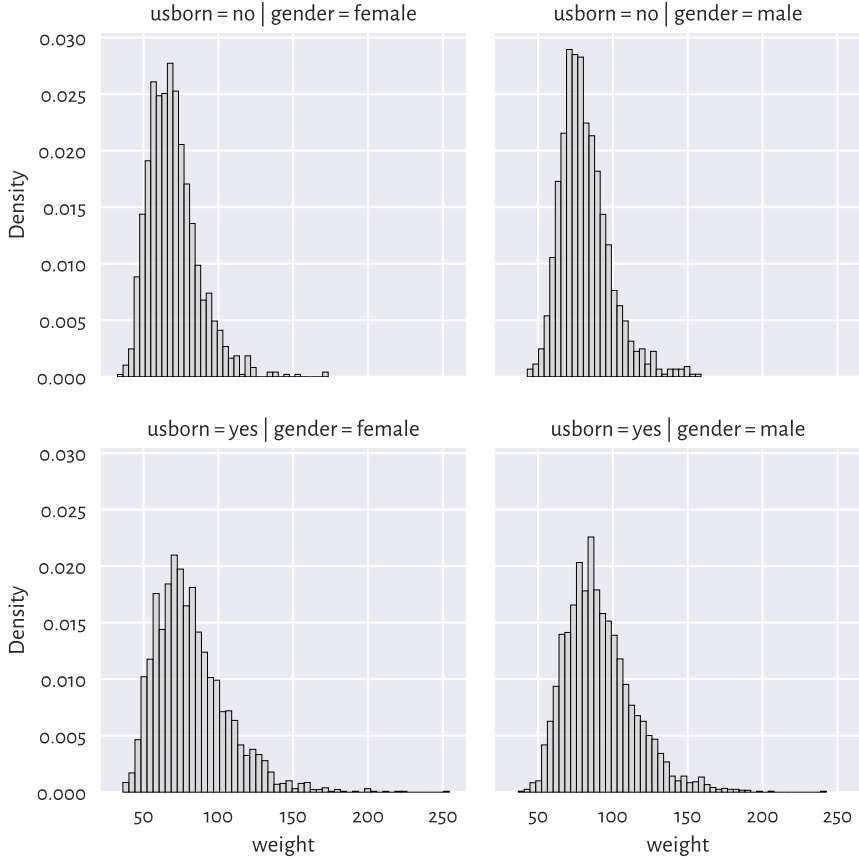 usborn = no | gender = female
usborn = no | gender = male
0.030
0.025
0.020
0.015
0.010
0.005
0.000
Density
usborn = yes | gender = female
usborn = yes | gender = male
0.030
0.025
0.020
0.015
0.010
0.005
0.000
Density
50 100 150 200 250
50 100 150 200 250
weight
weight